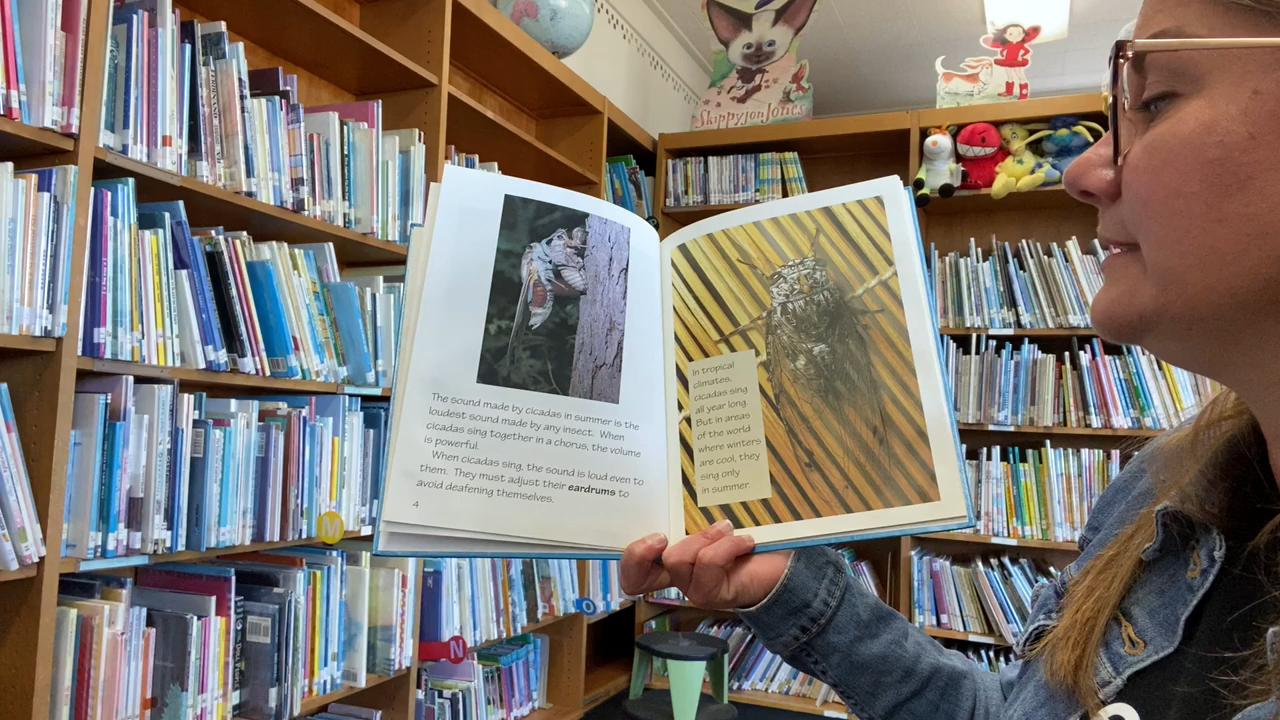 SkippyjonJones
The sound made by cicadas in summer is the
loudest sound made by any insect. When
cicadas sing together in a chorus, the volume
is powerful.
When cicadas sing, the sound is loud even to
them. They must adjust their eardrums to
avoid deafening themselves.
4
In tropical
climates,
cicadas sing
all year long.
But in areas
of the world
where winters
are cool, they
sing only
in summer.
M
N
O